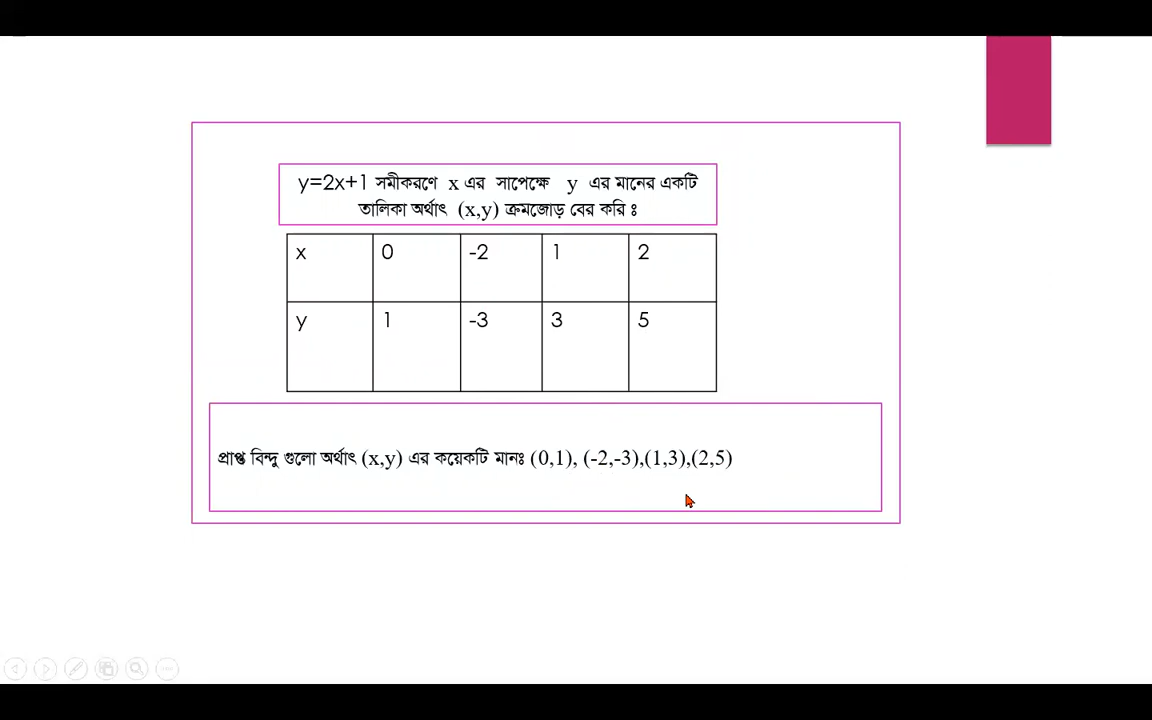 y=2x+1 সমীকরণে x এর সাপেক্ষে y এর মানের একটি
তালিকা অর্থাৎ (x,y) ক্রমজোড় বের করি ঃ
x 0 -2 1 2
y 1 -3 3 5
প্রাপ্ত বিন্দু গুলো অর্থাৎ (x,y) এর কয়েকটি মানঃ (0,1), (-2,-3),(1,3),(2,5)